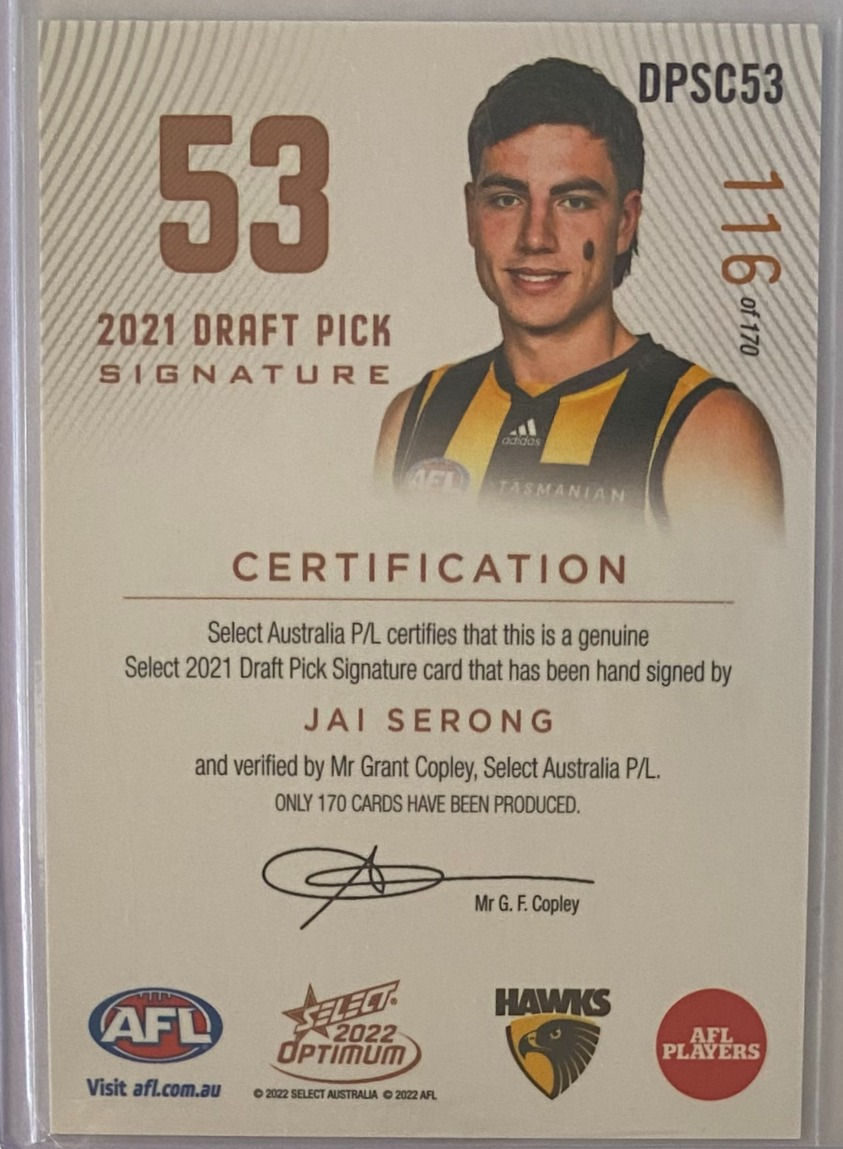 DPSC53
53
116 of 170
2021 DRAFT PICK
SIGNATURE
adidas
AFL
TASMANIAN
CERTIFICATION
Select Australia P/L certifies that this is a genuine
Select 2021 Draft Pick Signature card that has been hand signed by
JAI SERONG
and verified by Mr Grant Copley, Select Australia P/L.
ONLY 170 CARDS HAVE BEEN PRODUCED.
Mr G. F. Copley
AFL
Visit afl.com.au
SELECT
2022
OPTIMUM
© 2022 SELECT AUSTRALIA © 2022 AFL
HAWKS
AFL
PLAYERS